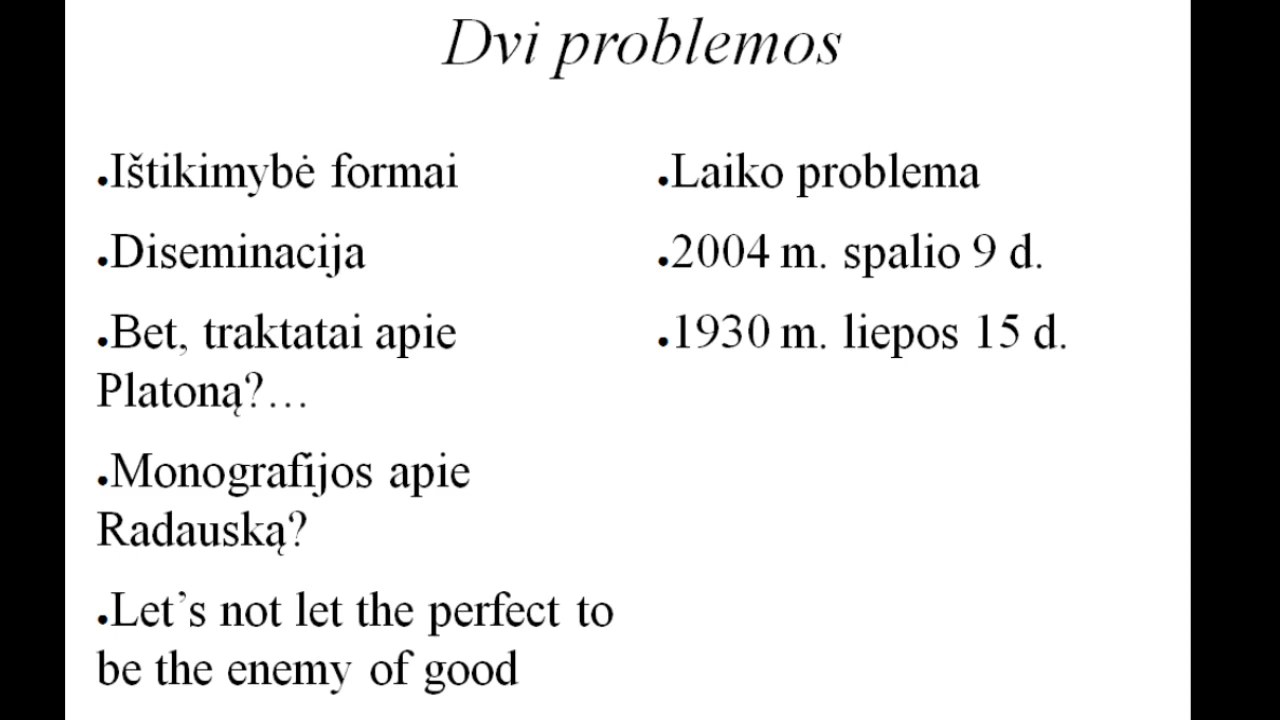 Dvi problemos
•Ištikimybė formai
•Diseminacija
•Bet, traktatai apie
Platoną?…
•Monografijos apie
Radauską?
•Let’s not let the perfect to
be the enemy of good
•Laiko problema
•2004 m. spalio 9 d.
•1930 m. liepos 15 d.